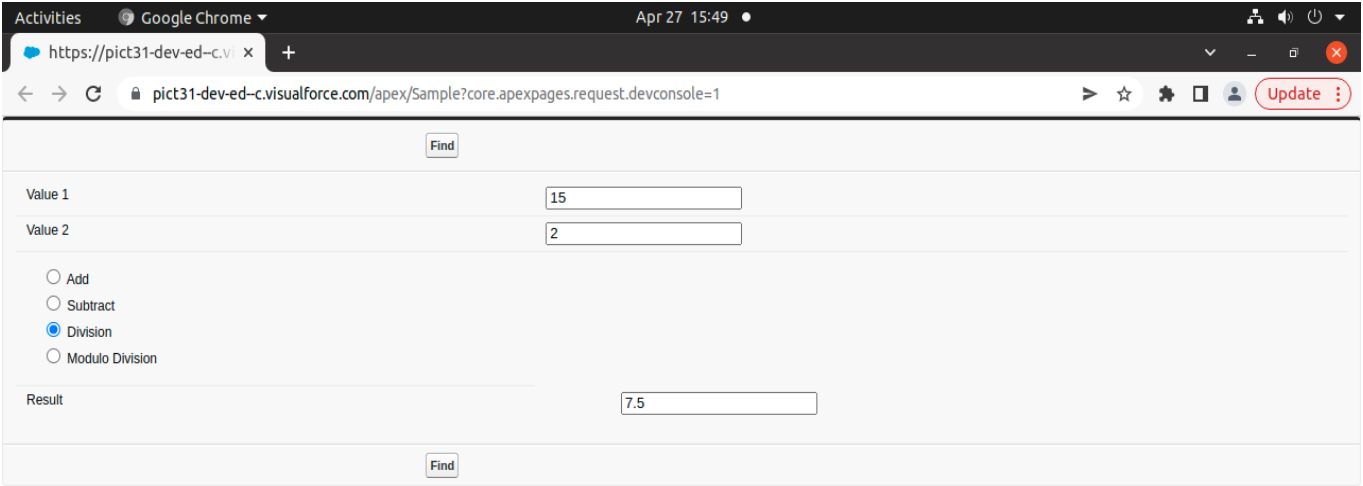 Activities Google Chrome Apr 27 15:49
https://pict31-dev-ed--c.vi
pict31-dev-ed--c.visualforce.com/apex/Sample?core.apexpages.request.devconsole=1 Update
Find
Value 1 15
Value 2 2
Add
Subtract
Division
Modulo Division
Result 7.5
Find